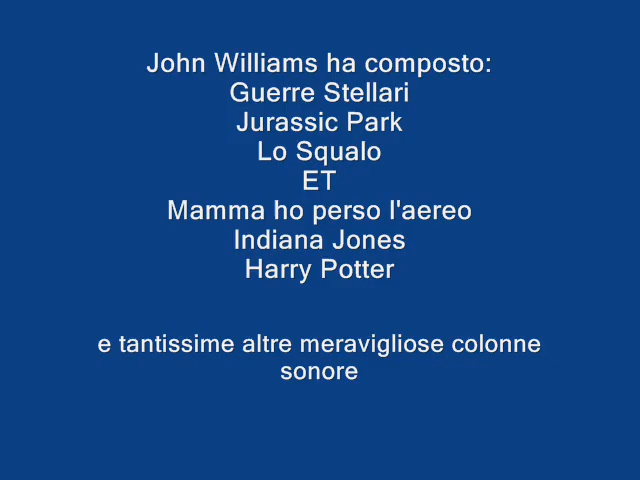 John Williams ha composto:
Guerre Stellari
Jurassic Park
Lo Squalo
ET
Mamma ho perso l'aereo
Indiana Jones
Harry Potter
e tantissime altre meravigliose colonne
sonore